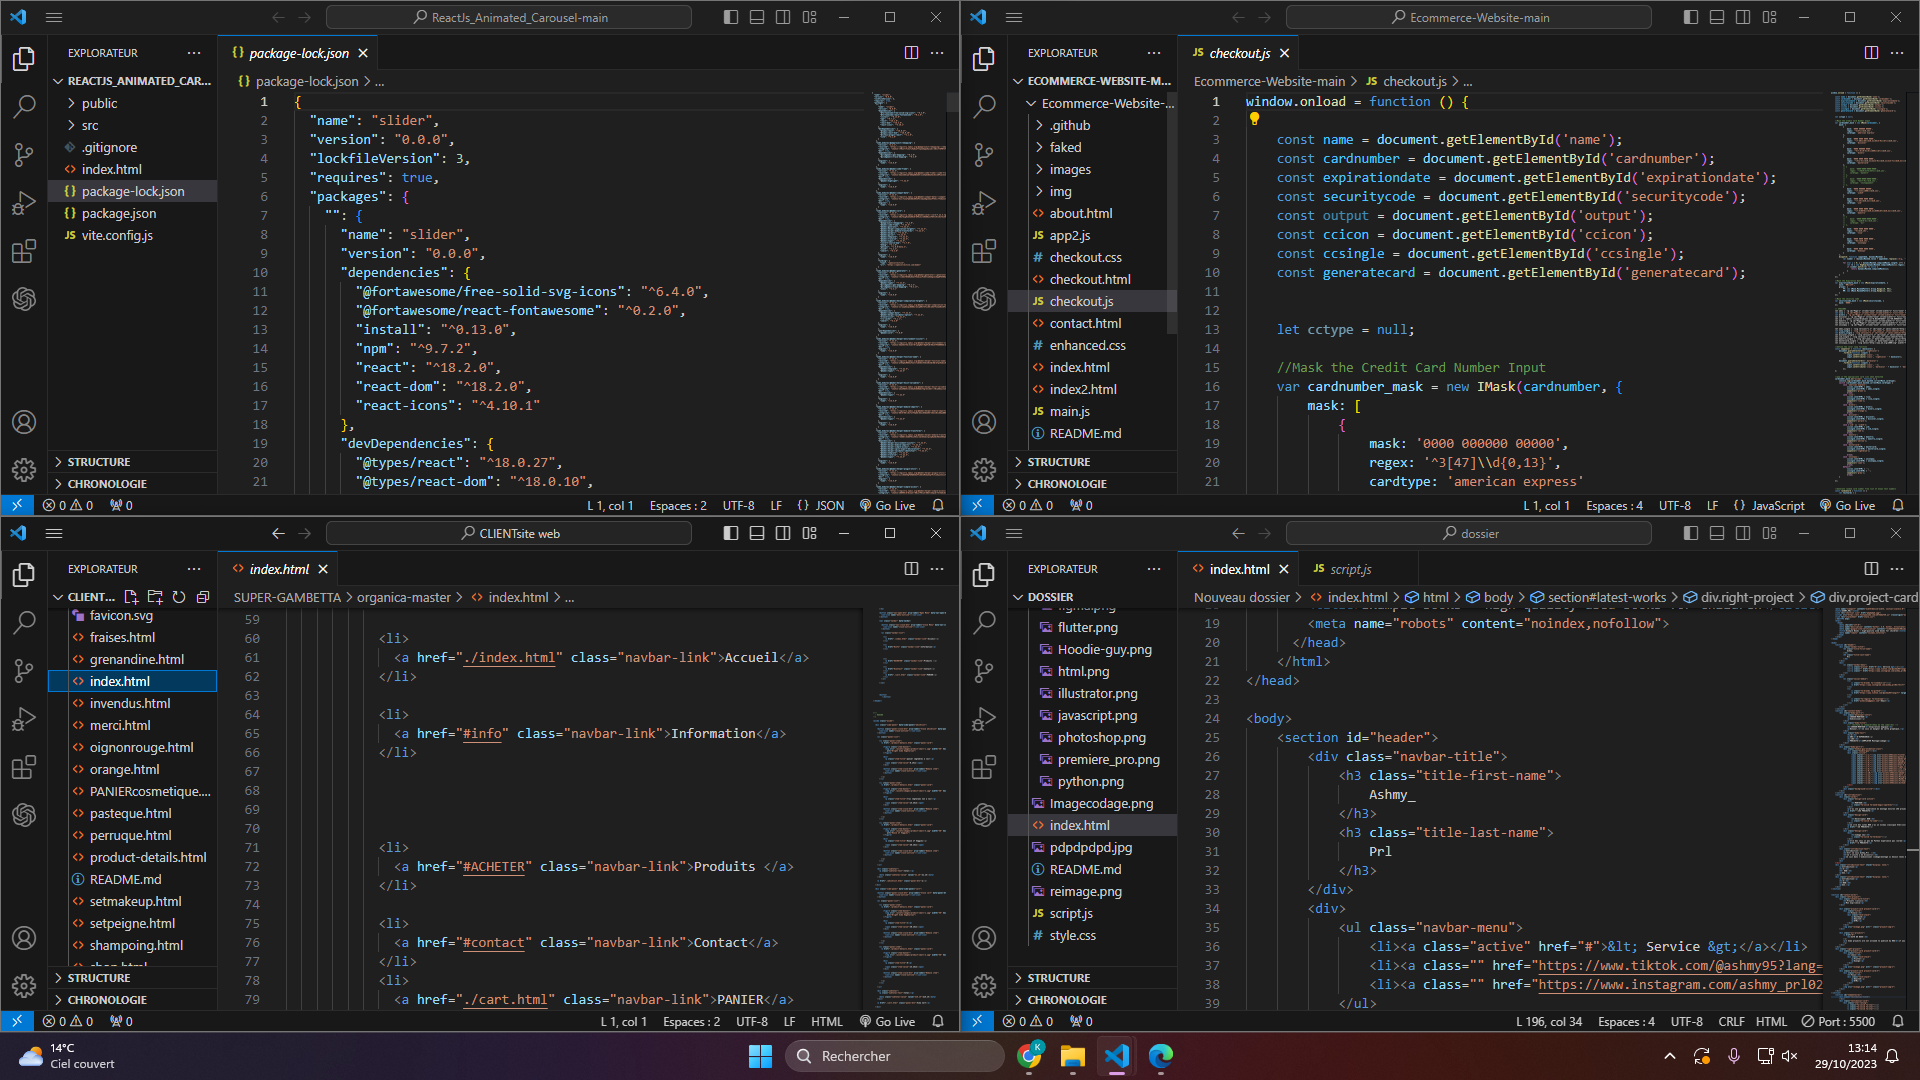 ReactJs_Animated_Carousel-main
EXPLORATEUR
REACTJS_ANIMATED_CAR...
public
src
.gitignore
index.html
package-lock.json
package.json
vite.config.js
STRUCTURE
CHRONOLOGIE
package-lock.json
package-lock.json > ...
1 {
2 "name": "slider",
3 "version": "0.0.0",
4 "lockfileVersion": 3,
5 "requires": true,
6 "packages": {
7 "": {
8 "name": "slider",
9 "version": "0.0.0",
10 "dependencies": {
11 "@fortawesome/free-solid-svg-icons": "^6.4.0",
12 "@fortawesome/react-fontawesome": "^0.2.0",
13 "install": "^0.13.0",
14 "npm": "^9.7.2",
15 "react": "^18.2.0",
16 "react-dom": "^18.2.0",
17 "react-icons": "^4.10.1"
18 },
19 "devDependencies": {
20 "@types/react": "^18.0.27",
21 "@types/react-dom": "^18.0.10",
0 0 0 L 1, col 1 Espaces : 2 UTF-8 LF {} JSON Go Live
Ecommerce-Website-main
EXPLORATEUR
ECOMMERCE-WEBSITE-M...
Ecommerce-Website-...
.github
faked
images
img
about.html
app2.js
checkout.css
checkout.html
checkout.js
contact.html
enhanced.css
index.html
index2.html
main.js
README.md
STRUCTURE
CHRONOLOGIE
JS checkout.js
Ecommerce-Website-main > JS checkout.js > ...
1 window.onload = function () {
2
3 const name = document.getElementById('name');
4 const cardnumber = document.getElementById('cardnumber');
5 const expirationdate = document.getElementById('expirationdate');
6 const securitycode = document.getElementById('securitycode');
7 const output = document.getElementById('output');
8 const ccicon = document.getElementById('ccicon');
9 const ccsingle = document.getElementById('ccsingle');
10 const generatecard = document.getElementById('generatecard');
11
12
13 let cctype = null;
14
15 //Mask the Credit Card Number Input
16 var cardnumber_mask = new IMask(cardnumber, {
17 mask: [
18 {
19 mask: '0000 000000 00000',
20 regex: '^3[47]\\d{0,13}',
21 cardtype: 'american express'
0 0 0 L 1, col 1 Espaces : 4 UTF-8 LF {} JavaScript Go Live
CLIENTsite web
EXPLORATEUR
CLIENT...
favicon.svg
fraises.html
grenandine.html
index.html
invendus.html
merci.html
oignonrouge.html
orange.html
PANIERcosmetique....
pasteque.html
perruque.html
product-details.html
README.md
setmakeup.html
setpeigne.html
shampoing.html
STRUCTURE
CHRONOLOGIE
index.html
SUPER-GAMBETTA > organica-master > index.html > ...
59
60 <li>
61 <a href="./index.html" class="navbar-link">Accueil</a>
62 </li>
63
64 <li>
65 <a href="#info" class="navbar-link">Information</a>
66 </li>
67
68
69
70
71 <li>
72 <a href="#ACHETER" class="navbar-link">Produits </a>
73 </li>
74
75 <li>
76 <a href="#contact" class="navbar-link">Contact</a>
77 </li>
78 <li>
79 <a href="./cart.html" class="navbar-link">PANIER</a>
0 0 0 L 1, col 1 Espaces : 2 UTF-8 LF HTML Go Live
dossier
EXPLORATEUR
DOSSIER
flutter.png
Hoodie-guy.png
html.png
illustrator.png
javascript.png
photoshop.png
premiere_pro.png
python.png
Imagecodage.png
index.html
pdpdpdpd.jpg
README.md
reimage.png
script.js
style.css
STRUCTURE
CHRONOLOGIE
index.html JS script.js
Nouveau dossier > index.html > html > body > section#latest-works > div.right-project > div.project-card
19 <meta name="robots" content="noindex,nofollow">
20 </head>
21 </html>
22 </head>
23
24 <body>
25 <section id="header">
26 <div class="navbar-title">
27 <h3 class="title-first-name">
28 Ashmy_
29 </h3>
30 <h3 class="title-last-name">
31 Prl
32 </h3>
33 </div>
34 <div>
35 <ul class="navbar-menu">
36 <li><a class="active" href="#">&lt; Service &gt;</a></li>
37 <li><a class="" href="https://www.tiktok.com/@ashmy95?lang=
38 <li><a class="" href="https://www.instagram.com/ashmy_prl02
39 </ul>
0 0 0 L 196, col 34 Espaces : 4 UTF-8 CRLF HTML Port : 5500
14°C
Ciel couvert
Rechercher
K
13:14
29/10/2023